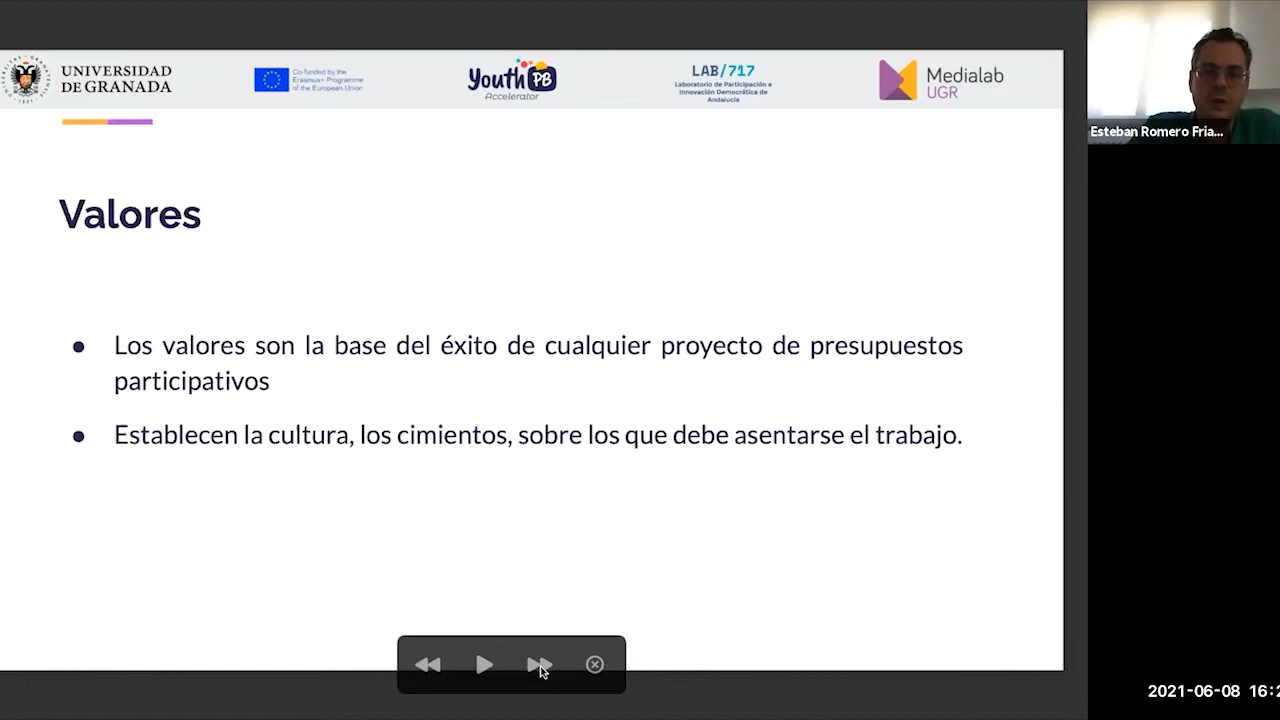 UNIVERSIDAD
DE GRANADA
Co-funded by the
Erasmus+ Programme
of the European Union
Youth PB
Accelerator
LAB/717
Laboratorio de Participación e
Innovación Democrática de
Andalucía
Medialab
UGR
Esteban Romero Fria...
Valores
● Los valores son la base del éxito de cualquier proyecto de presupuestos
participativos
● Establecen la cultura, los cimientos, sobre los que debe asentarse el trabajo.
2021-06-08 16:2